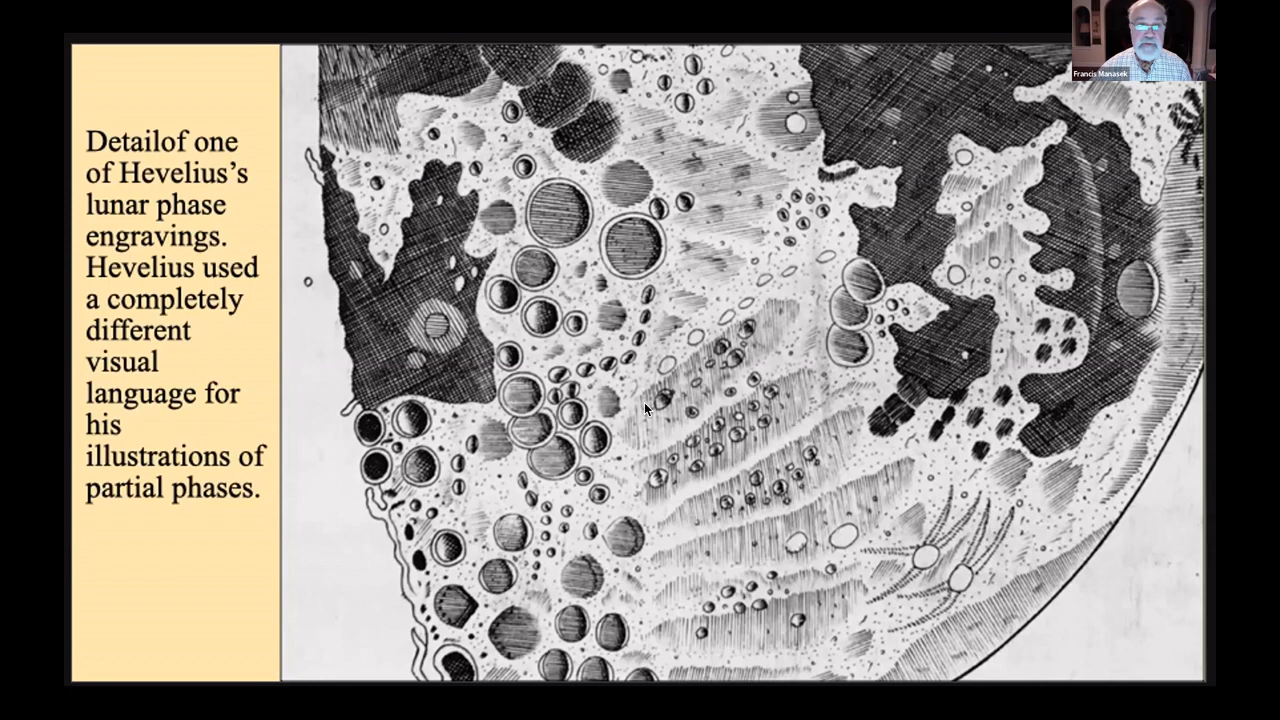 Detailof one
of Hevelius’s
lunar phase
engravings.
Hevelius used
a completely
different
visual
language for
his
illustrations of
partial phases.
Francis Manasek